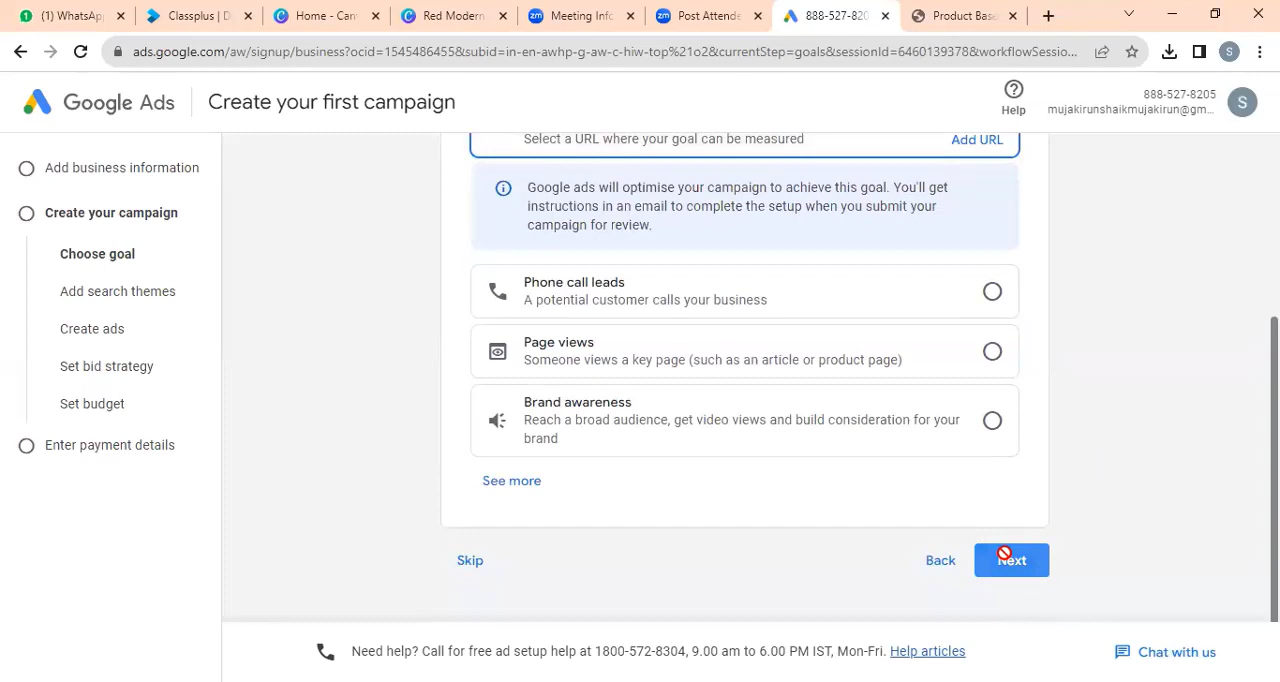 (1) WhatsApp
Classplus | D
Home - Can
Red Modern
Meeting Info
Post Attende
888-527-820
Product Base
ads.google.com/aw/signup/business?ocid=1545486455&subid=in-en-awhp-g-aw-c-hiw-top%21o2&currentStep=goals&sessionId=6460139378&workflowSessio...
S
Google Ads
Create your first campaign
Help
888-527-8205
mujakirunshaikmujakirun@gm...
S
Add business information
Create your campaign
Choose goal
Add search themes
Create ads
Set bid strategy
Set budget
Enter payment details
Select a URL where your goal can be measured
Add URL
Google ads will optimise your campaign to achieve this goal. You'll get
instructions in an email to complete the setup when you submit your
campaign for review.
Phone call leads
A potential customer calls your business
Page views
Someone views a key page (such as an article or product page)
Brand awareness
Reach a broad audience, get video views and build consideration for your
brand
See more
Skip
Back
Next
Need help? Call for free ad setup help at 1800-572-8304, 9.00 am to 6.00 PM IST, Mon-Fri. Help articles
Chat with us